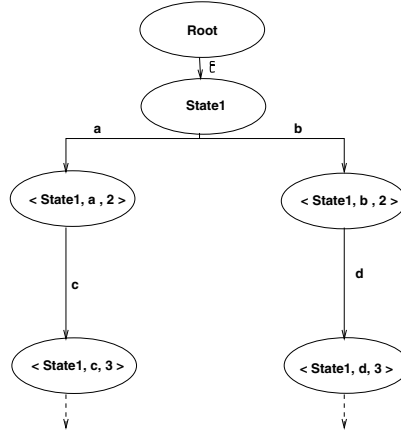 Root
ε
State1
a
b
< State1, a , 2 >
< State1, b , 2 >
c
d
< State1, c, 3 >
< State1, d, 3 >